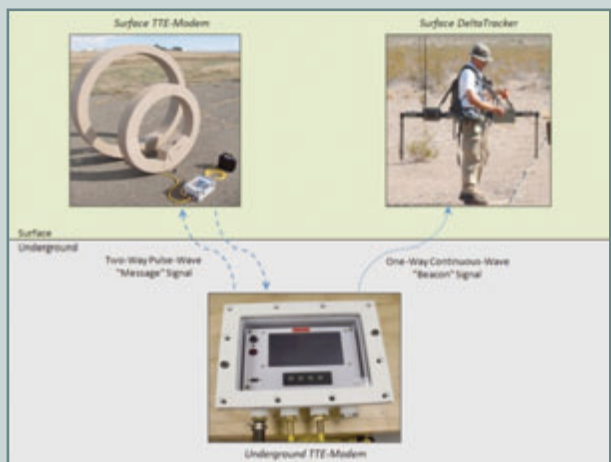 Surface TTE-Modem
Surface DeltaTracker
Surface
Underground
Two-Way Pulse-Wave
"Message" Signal
One-Way Continuous-Wave
"Beacon" Signal
Underground TTE-Modem